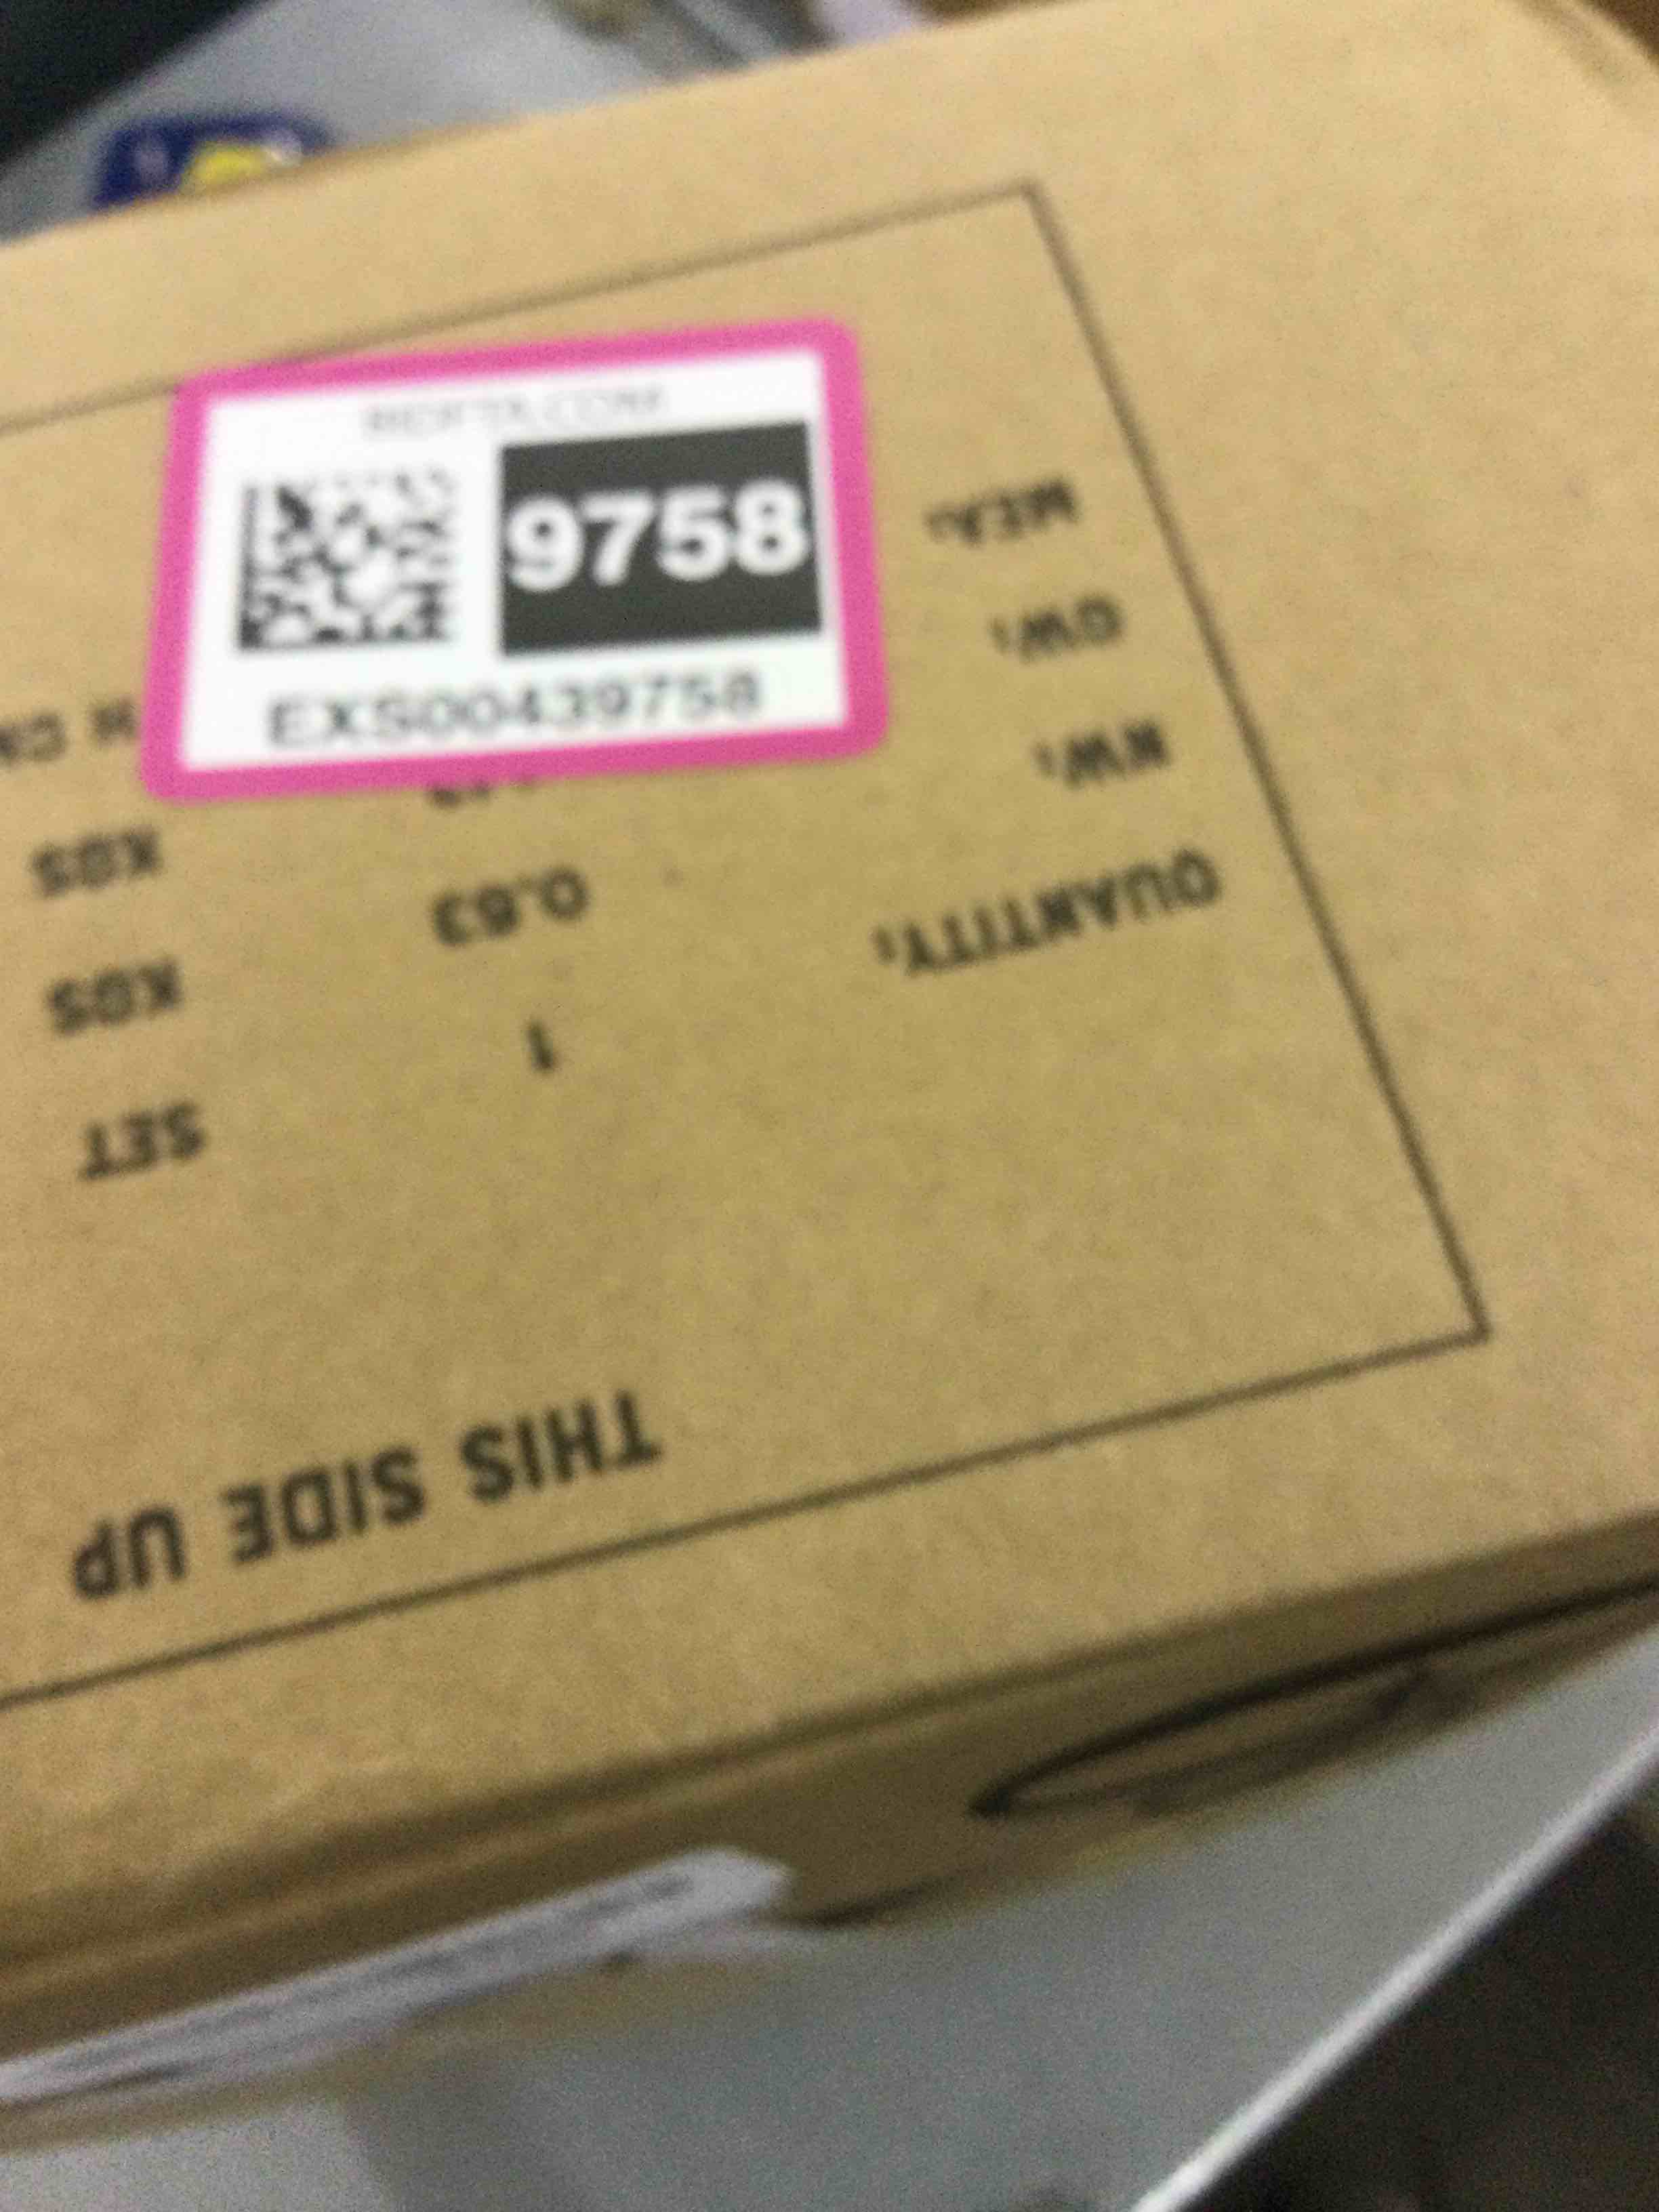 9758
EXS00439758
THIS SIDE UP
QUANTITY: 1 SET
NW: 0.63 KGS
GW: KGS
MEA: